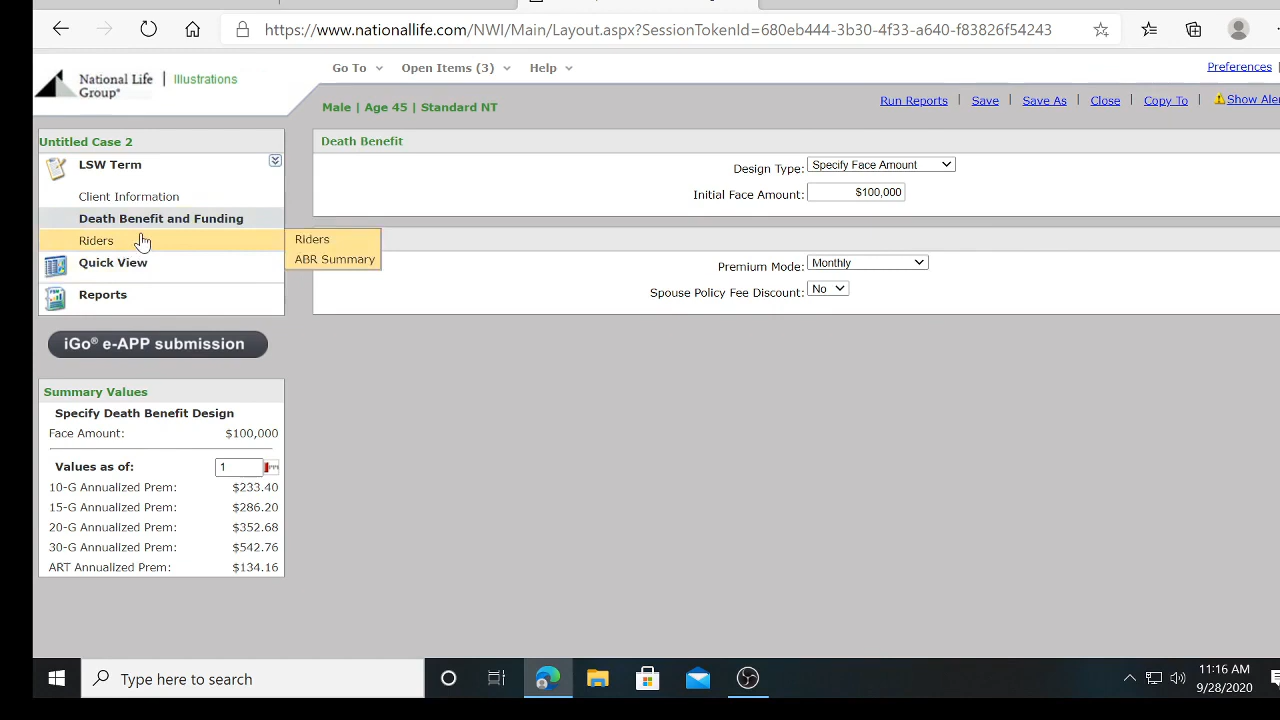 https://www.nationallife.com/NWI/Main/Layout.aspx?SessionTokenId=680eb444-3b30-4f33-a640-f83826f54243
National Life Group® | Illustrations
Go To Open Items (3) Help
Preferences
Male | Age 45 | Standard NT
Run Reports | Save | Save As | Close | Copy To | Show Aler
Untitled Case 2
LSW Term
Client Information
Death Benefit and Funding
Riders
Quick View
Reports
Riders
ABR Summary
iGo® e-APP submission
Death Benefit
Design Type: Specify Face Amount
Initial Face Amount: $100,000
Premium Mode: Monthly
Spouse Policy Fee Discount: No
Summary Values
Specify Death Benefit Design
Face Amount: $100,000
Values as of: 1
10-G Annualized Prem: $233.40
15-G Annualized Prem: $286.20
20-G Annualized Prem: $352.68
30-G Annualized Prem: $542.76
ART Annualized Prem: $134.16
Type here to search
11:16 AM
9/28/2020